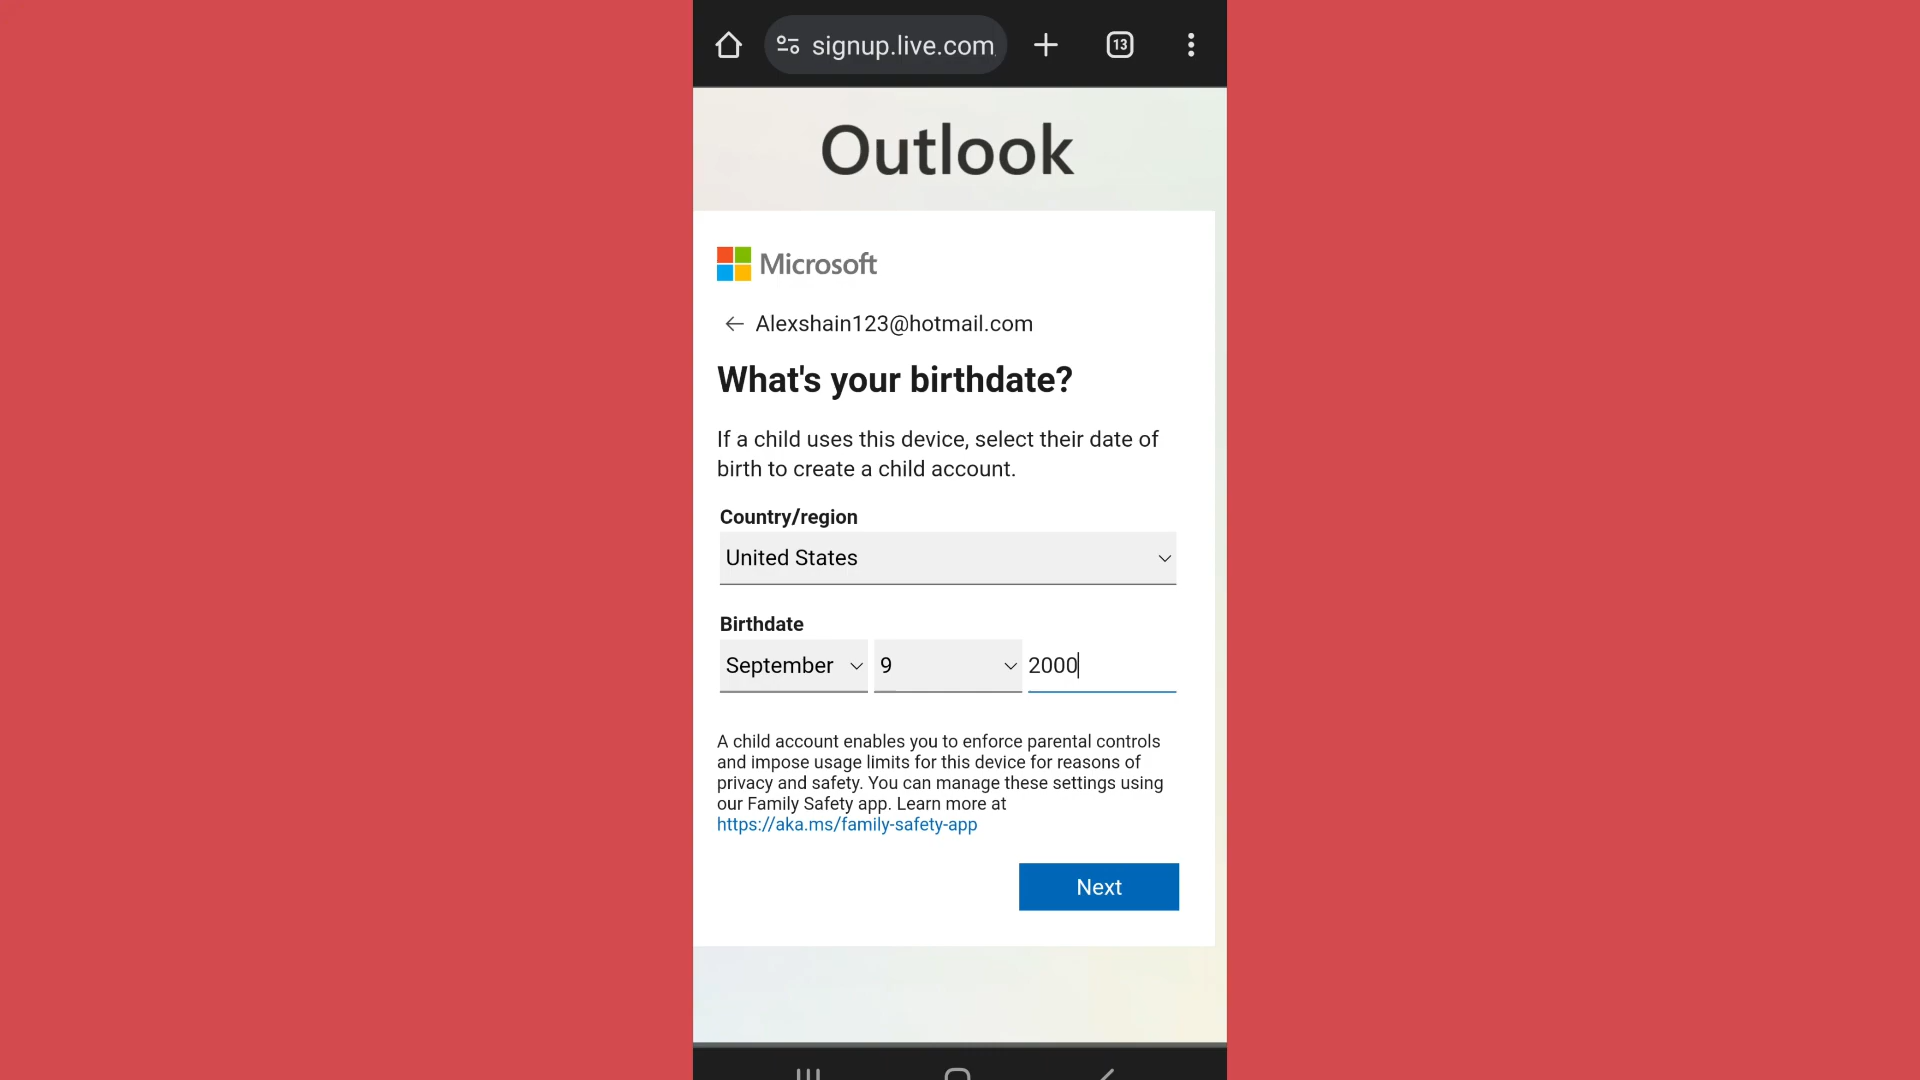 signup.live.com
13
Outlook
Microsoft
Alexshain123@hotmail.com
What's your birthdate?
If a child uses this device, select their date of
birth to create a child account.
Country/region
United States
Birthdate
September 9 2000
A child account enables you to enforce parental controls
and impose usage limits for this device for reasons of
privacy and safety. You can manage these settings using
our Family Safety app. Learn more at
https://aka.ms/family-safety-app
Next